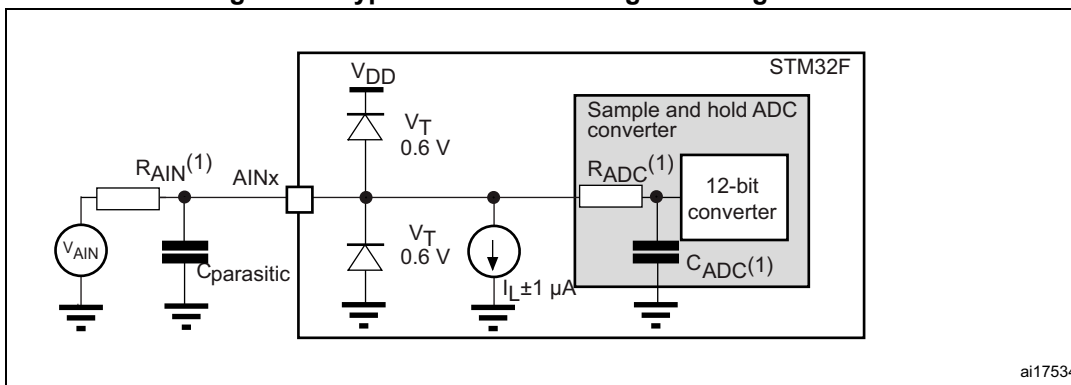 STM32F
VDD
Sample and hold ADC
converter
VT
0.6 V
RAIN(1)
AINx
RADC(1)
12-bit
converter
VAIN
Cparasitic
VT
0.6 V
IL±1 µA
CADC(1)
ai17534